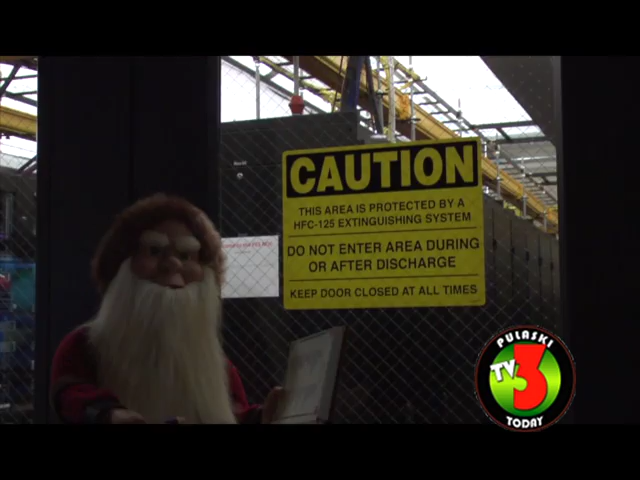 CAUTION
THIS AREA IS PROTECTED BY A
HFC-125 EXTINGUISHING SYSTEM
DO NOT ENTER AREA DURING
OR AFTER DISCHARGE
KEEP DOOR CLOSED AT ALL TIMES
PULASKI
TV3
TODAY